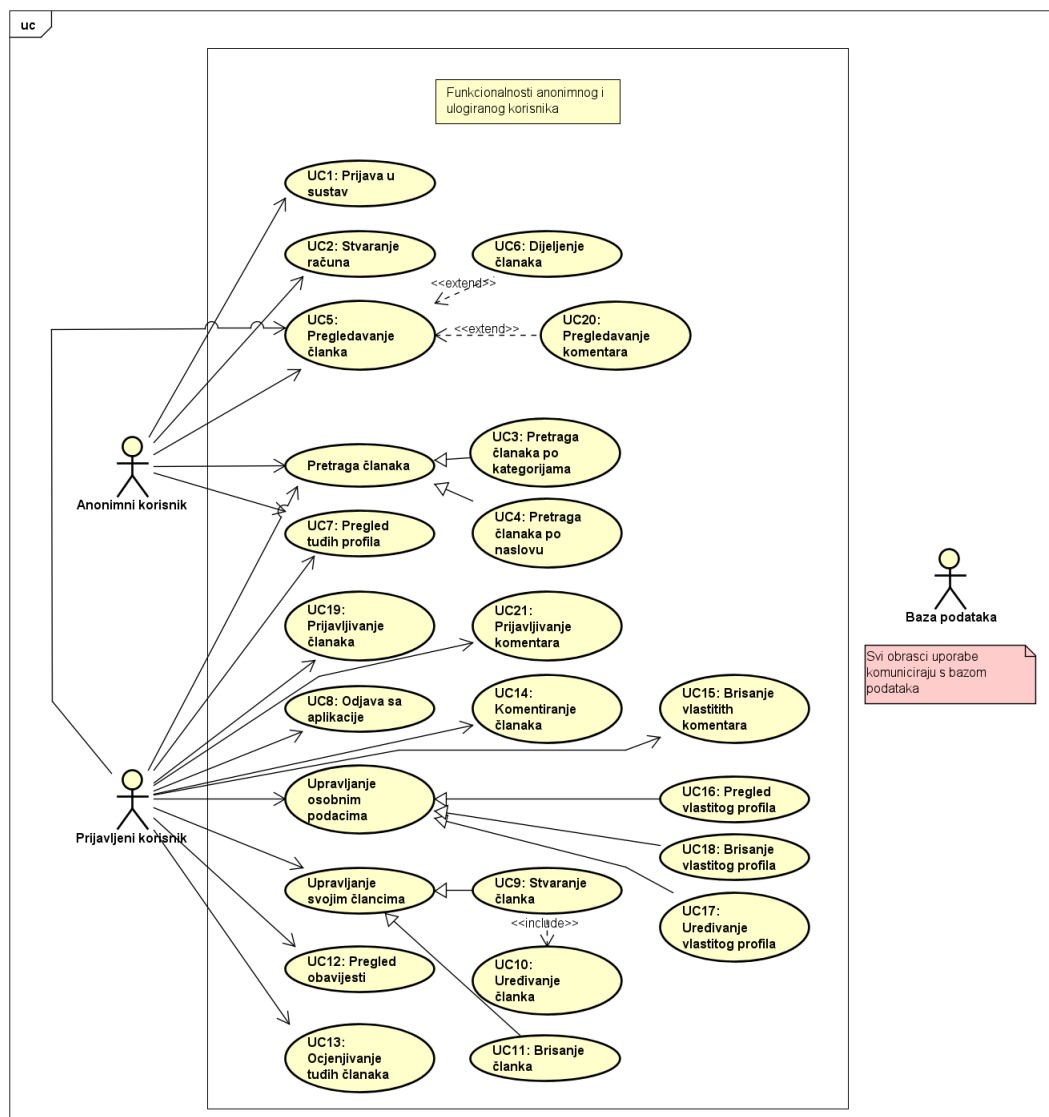 uc
Funkcionalnosti anonimnog i
ulogiranog korisnika
UC1: Prijava u
sustav
UC2: Stvaranje
računa
UC6: Dijeljenje
članaka
<<extend>>
UC5:
Pregledavanje
članka
<<extend>>
UC20:
Pregledavanje
komentara
Anonimni korisnik
Pretraga članaka
UC3: Pretraga
članaka po
kategorijama
UC4: Pretraga
članaka po
naslovu
UC7: Pregled
tuđih profila
Baza podataka
Svi obrasci uporabe
komuniciraju s bazom
podataka
UC19:
Prijavljivanje
članaka
UC21:
Prijavljivanje
komentara
UC8: Odjava sa
aplikacije
UC14:
Komentiranje
članaka
UC15: Brisanje
vlastitih
komentara
Prijavljeni korisnik
Upravljanje
osobnim
podacima
UC16: Pregled
vlastitog profila
UC18: Brisanje
vlastitog profila
UC17:
Uređivanje
vlastitog profila
Upravljanje
svojim člancima
UC9: Stvaranje
članka
<<include>>
UC10:
Uređivanje
članka
UC12: Pregled
obavijesti
UC13:
Ocjenjivanje
tuđih članaka
UC11: Brisanje
članka